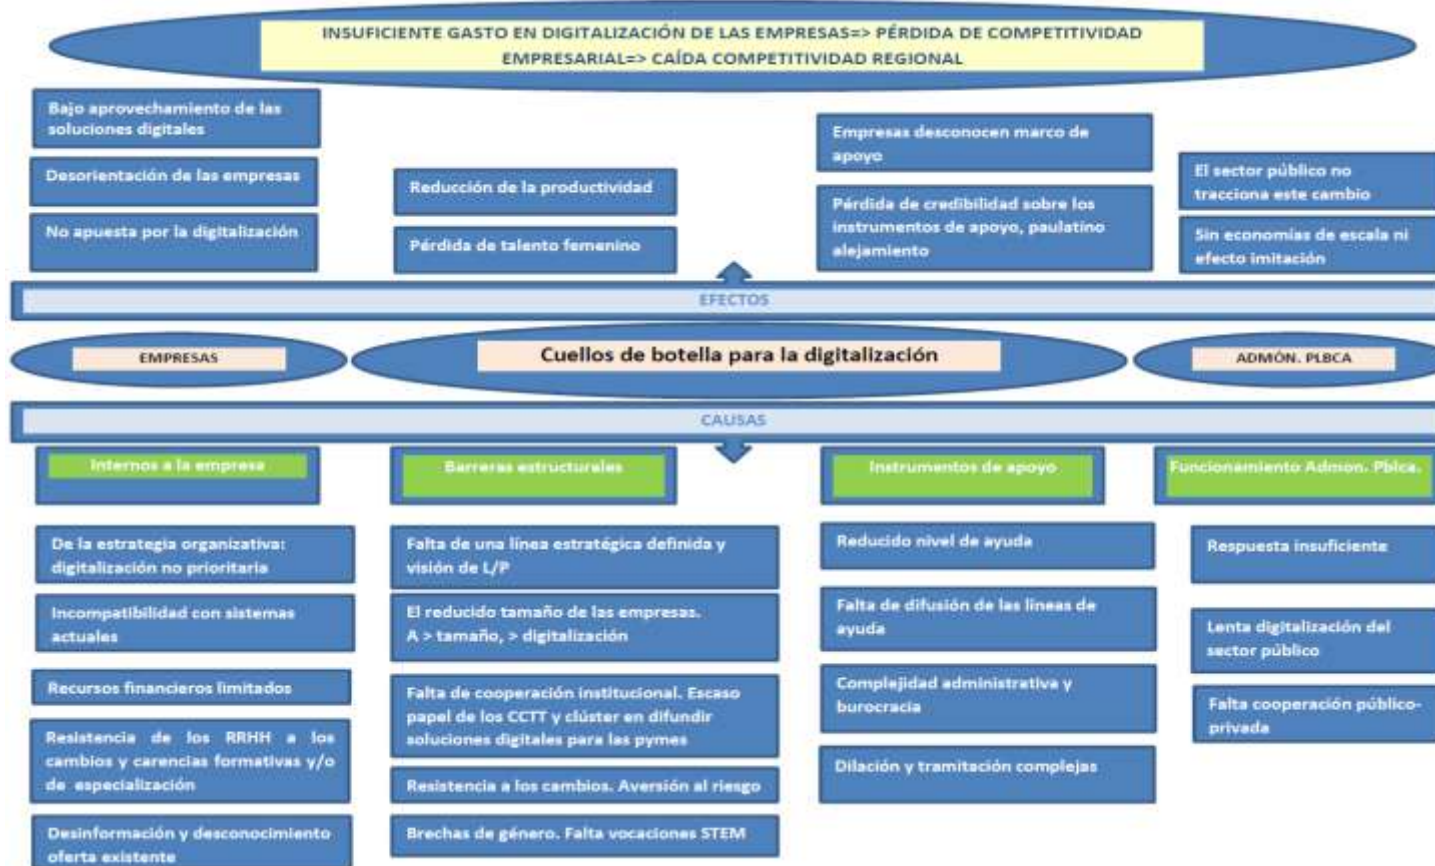 INSUFICIENTE GASTO EN DIGITALIZACIÓN DE LAS EMPRESAS=> PÉRDIDA DE COMPETITIVIDAD
EMPRESARIAL=> CAÍDA COMPETITIVIDAD REGIONAL
Bajo aprovechamiento de las
soluciones digitales
Desorientación de las empresas
No apuesta por la digitalización
Reducción de la productividad
Pérdida de talento femenino
Empresas desconocen marco de
apoyo
Pérdida de credibilidad sobre los
instrumentos de apoyo, paulatino
alejamiento
El sector público no
tracciona este cambio
Sin economías de escala ni
efecto imitación
EFECTOS
EMPRESAS
Cuellos de botella para la digitalización
ADMÓN. PLBCA
CAUSAS
Internos a la empresa
De la estrategia organizativa:
digitalización no prioritaria
Incompatibilidad con sistemas
actuales
Recursos financieros limitados
Resistencia de los RRHH a los
cambios y carencias formativas y/o
de especialización
Desinformación y desconocimiento
oferta existente
Barreras estructurales
Falta de una línea estratégica definida y
visión de L/P
El reducido tamaño de las empresas.
A > tamaño, > digitalización
Falta de cooperación institucional. Escaso
papel de los CCTT y clúster en difundir
soluciones digitales para las pymes
Resistencia a los cambios. Aversión al riesgo
Brechas de género. Falta vocaciones STEM
Instrumentos de apoyo
Reducido nivel de ayuda
Falta de difusión de las líneas de
ayuda
Complejidad administrativa y
burocracia
Dilación y tramitación complejas
Funcionamiento Admon. Pblca.
Respuesta insuficiente
Lenta digitalización del
sector público
Falta cooperación público-
privada